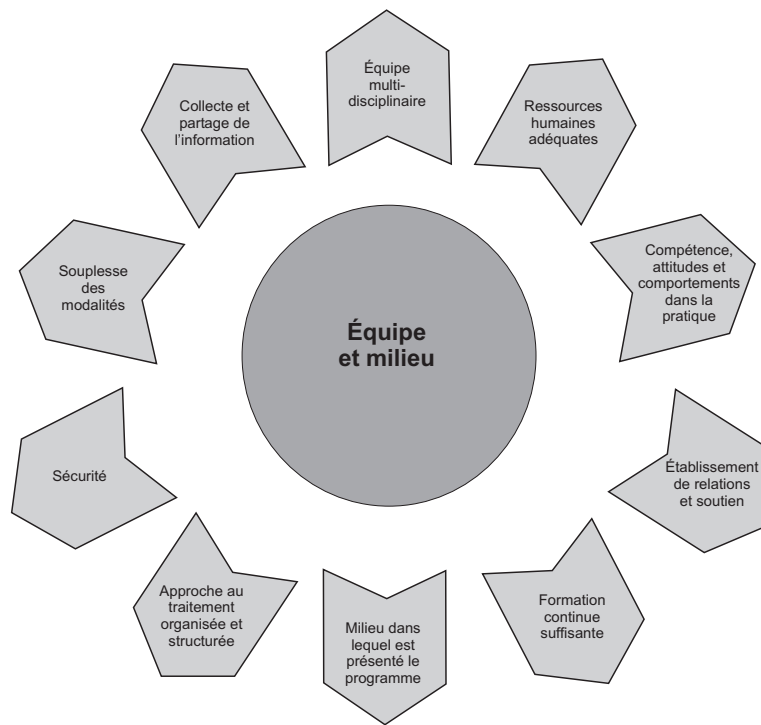 Équipe
multi-
disciplinaire
Ressources
humaines
adéquates
Compétence,
attitudes et
comportements
dans la
pratique
Établissement
de relations
et soutien
Formation
continue
suffisante
Milieu dans
lequel est
présenté le
programme
Approche au
traitement
organisée et
structurée
Sécurité
Souplesse
des
modalités
Collecte et
partage de
l'information
Équipe
et milieu